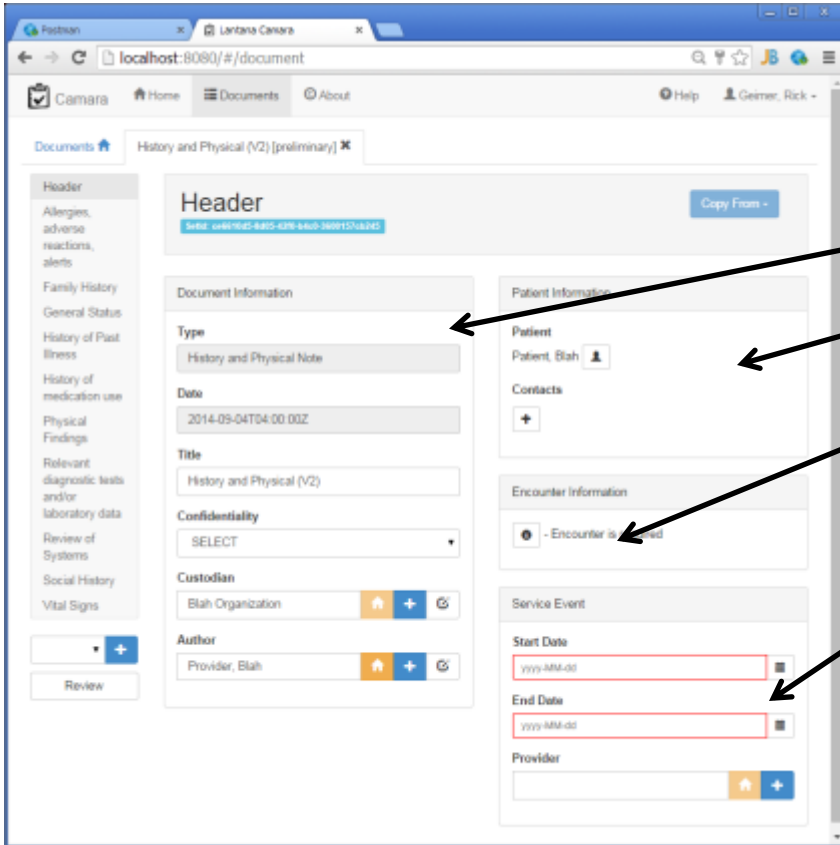 Postman
Lantana Camara
localhost:8080/#/document
Camara
Home
Documents
About
Help
Geimer, Rick
Documents
History and Physical (V2) [preliminary]
Header
Allergies,
adverse
reactions,
alerts
Family History
General Status
History of Past
Illness
History of
medication use
Physical
Findings
Relevant
diagnostic tests
and/or
laboratory data
Review of
Systems
Social History
Vital Signs
Review
Header
SetId:
Copy From
Document Information
Type
History and Physical Note
Date
2014-09-04T04:00:00Z
Title
History and Physical (V2)
Confidentiality
SELECT
Custodian
Blah Organization
Author
Provider, Blah
Patient Information
Patient
Patient, Blah
Contacts
Encounter Information
- Encounter is required
Service Event
Start Date
yyyy-MM-dd
End Date
yyyy-MM-dd
Provider